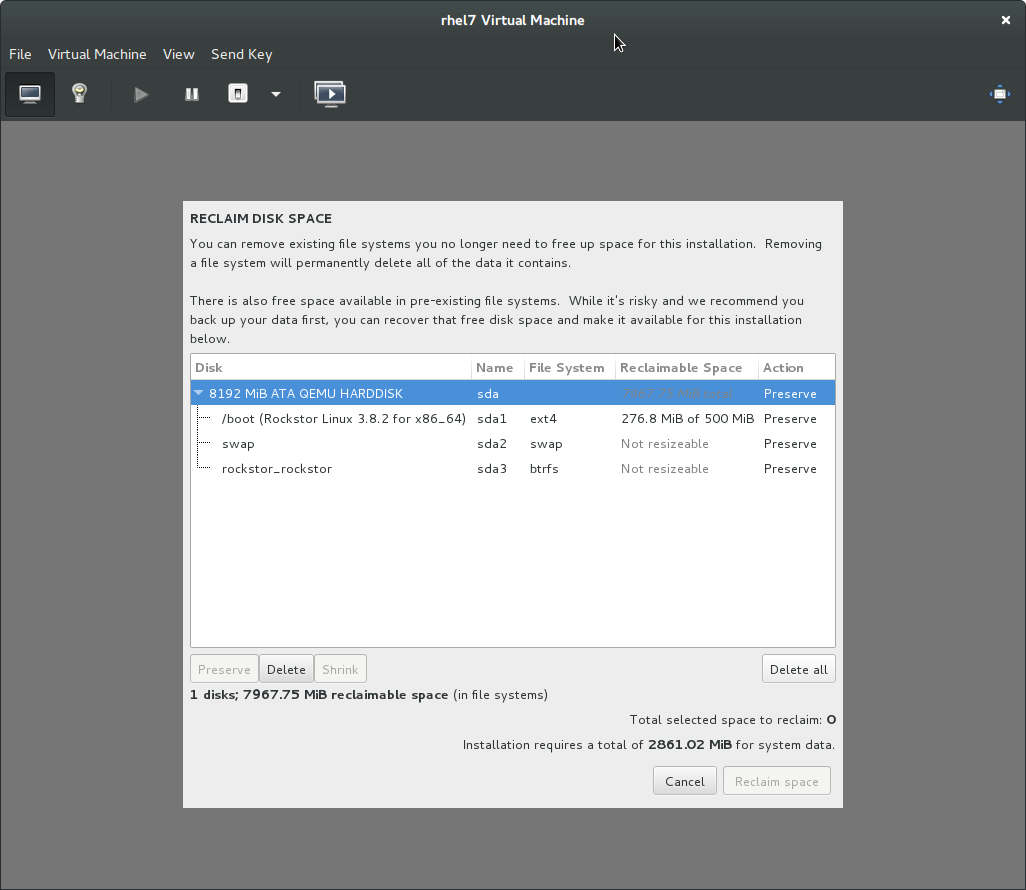 rhel7 Virtual Machine
File Virtual Machine View Send Key
RECLAIM DISK SPACE
You can remove existing file systems you no longer need to free up space for this installation. Removing
a file system will permanently delete all of the data it contains.
There is also free space available in pre-existing file systems. While it's risky and we recommend you
back up your data first, you can recover that free disk space and make it available for this installation
below.
Disk Name File System Reclaimable Space Action
8192 MiB ATA QEMU HARDDISK sda Preserve
/boot (Rockstor Linux 3.8.2 for x86_64) sda1 ext4 276.8 MiB of 500 MiB Preserve
swap sda2 swap Not resizeable Preserve
rockstor_rockstor sda3 btrfs Not resizeable Preserve
Preserve Delete Shrink Delete all
1 disks; 7967.75 MiB reclaimable space (in file systems)
Total selected space to reclaim: 0
Installation requires a total of 2861.02 MiB for system data.
Cancel Reclaim space